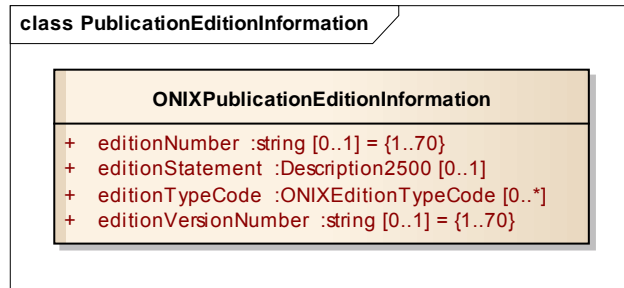 class PublicationEditionInformation
ONIXPublicationEditionInformation
+ editionNumber :string [0..1] = {1..70}
+ editionStatement :Description2500 [0..1]
+ editionTypeCode :ONIXEditionTypeCode [0..*]
+ editionVersionNumber :string [0..1] = {1..70}